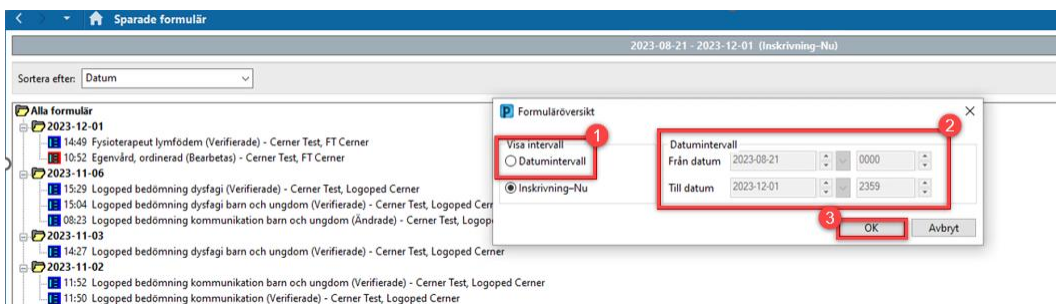 Sparade formulär
2023-08-21 - 2023-12-01 (Inskrivning–Nu)
Sortera efter: Datum
Alla formulär
2023-12-01
14:49 Fysioterapeut lymfödem (Verifierade) - Cerner Test, FT Cerner
10:52 Egenvård, ordinerad (Bearbetas) - Cerner Test, FT Cerner
2023-11-06
15:29 Logoped bedömning dysfagi (Verifierade) - Cerner Test, Logoped Cerner
15:04 Logoped bedömning dysfagi barn och ungdom (Verifierade) - Cerner Test, Logoped Cerr
08:23 Logoped bedömning kommunikation barn och ungdom (Ändrade) - Cerner Test, Logop
2023-11-03
14:27 Logoped bedömning dysfagi barn och ungdom (Verifierade) - Cerner Test, Logoped Cerner
2023-11-02
11:52 Logoped bedömning kommunikation barn och ungdom (Verifierade) - Cerner Test, Logoped Cerner
11:50 Logoped bedömning kommunikation (Verifierade) - Cerner Test, Logoped Cerner
P Formuläröversikt
1
Visa intervall
Datumintervall
Inskrivning–Nu
2
Datumintervall
Från datum 2023-08-21 0000
Till datum 2023-12-01 2359
3
OK Avbryt